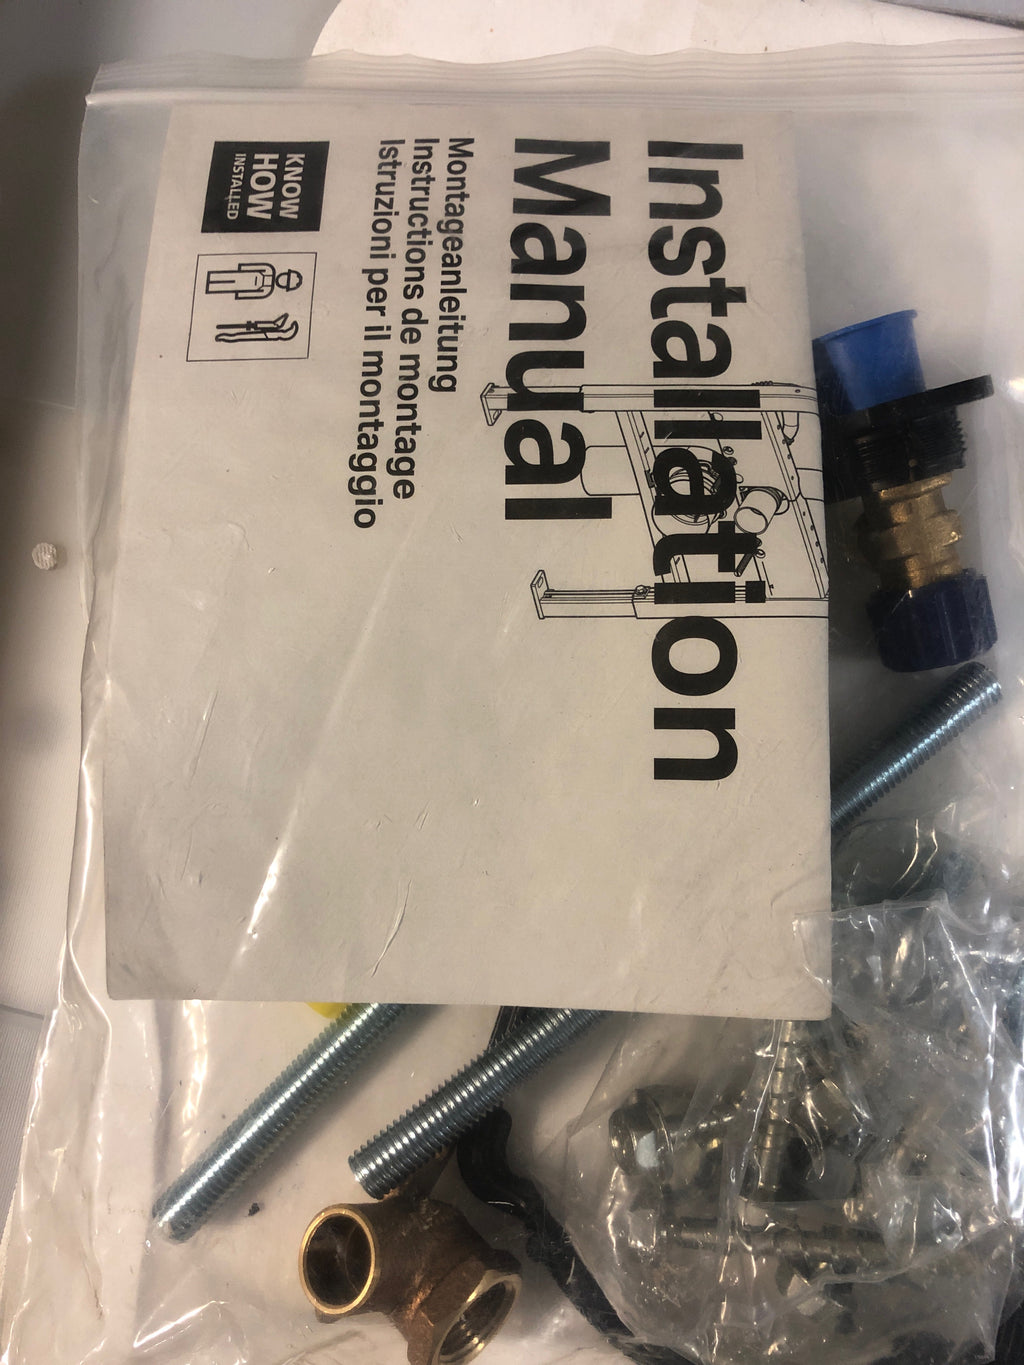 Installation
Manual
Montageanleitung
Instructions de montage
Istruzioni per il montaggio
KNOW
HOW
INSTALLED